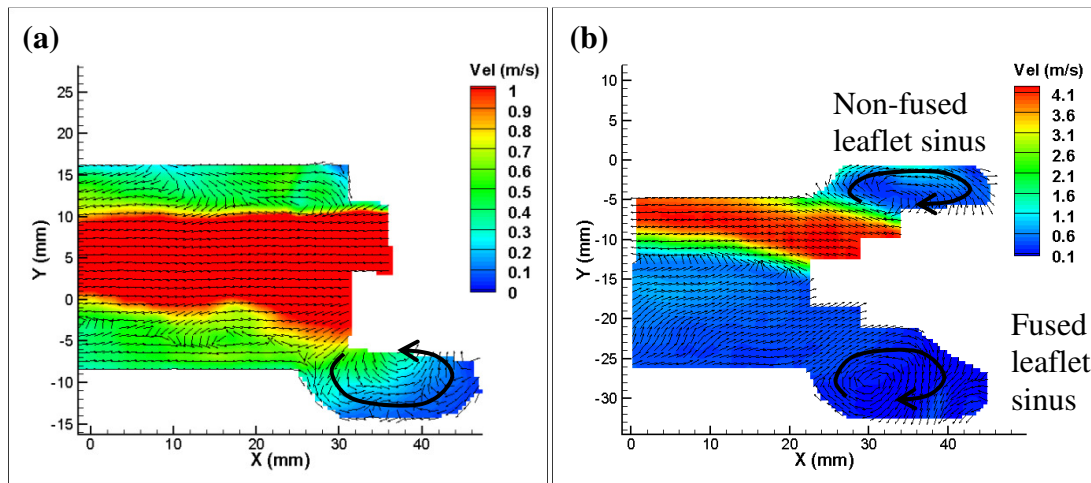 (a)
Vel (m/s)
1
0.9
0.8
0.7
0.6
0.5
0.4
0.3
0.2
0.1
0
25
20
15
10
5
0
-5
-10
-15
Y (mm)
0 10 20 30 40
X (mm)
(b)
Vel (m/s)
4.1
3.6
3.1
2.6
2.1
1.6
1.1
0.6
0.1
Non-fused
leaflet sinus
Fused
leaflet
sinus
10
5
0
-5
-10
-15
-20
-25
-30
Y (mm)
0 10 20 30 40
X (mm)